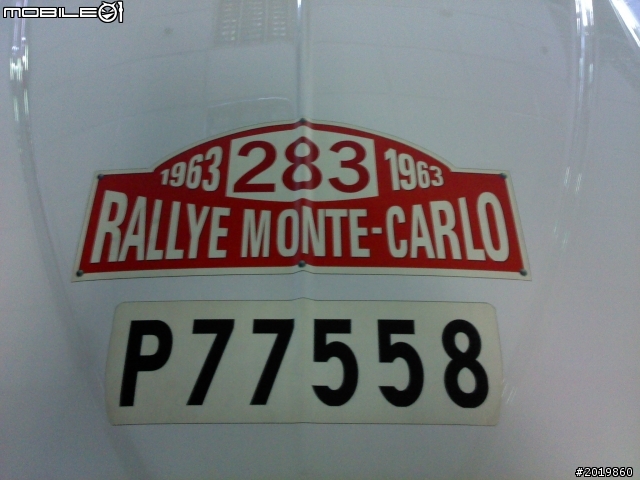 MOBILE01
1963 283 1963
RALLYE MONTE-CARLO
P77558
#2019860